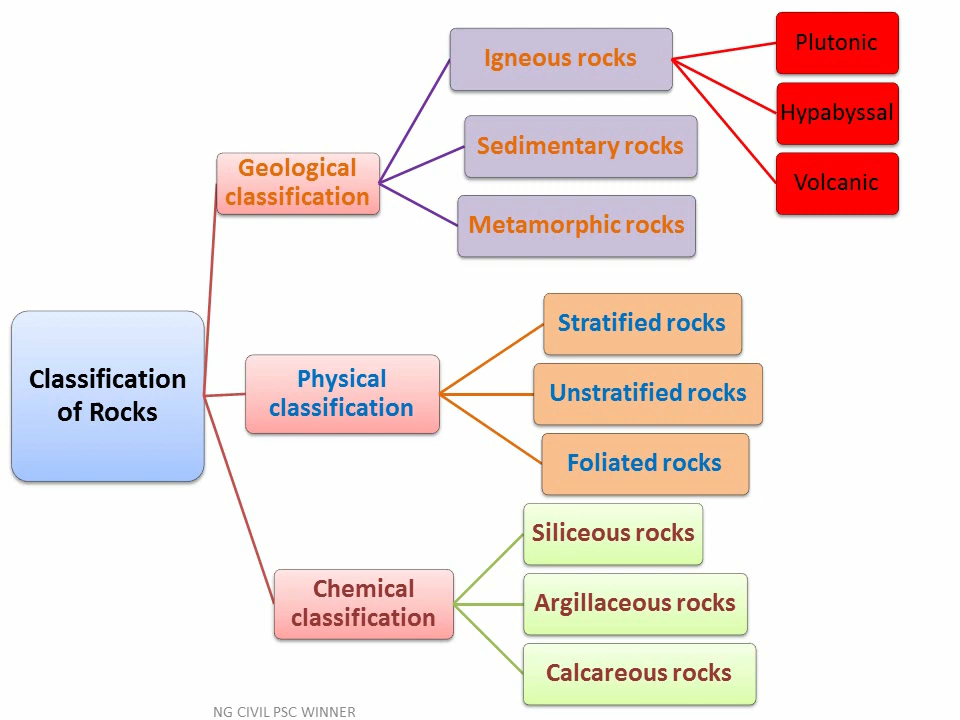 Classification
of Rocks
Geological
classification
Igneous rocks
Plutonic
Hypabyssal
Volcanic
Sedimentary rocks
Metamorphic rocks
Physical
classification
Stratified rocks
Unstratified rocks
Foliated rocks
Chemical
classification
Siliceous rocks
Argillaceous rocks
Calcareous rocks
NG CIVIL PSC WINNER